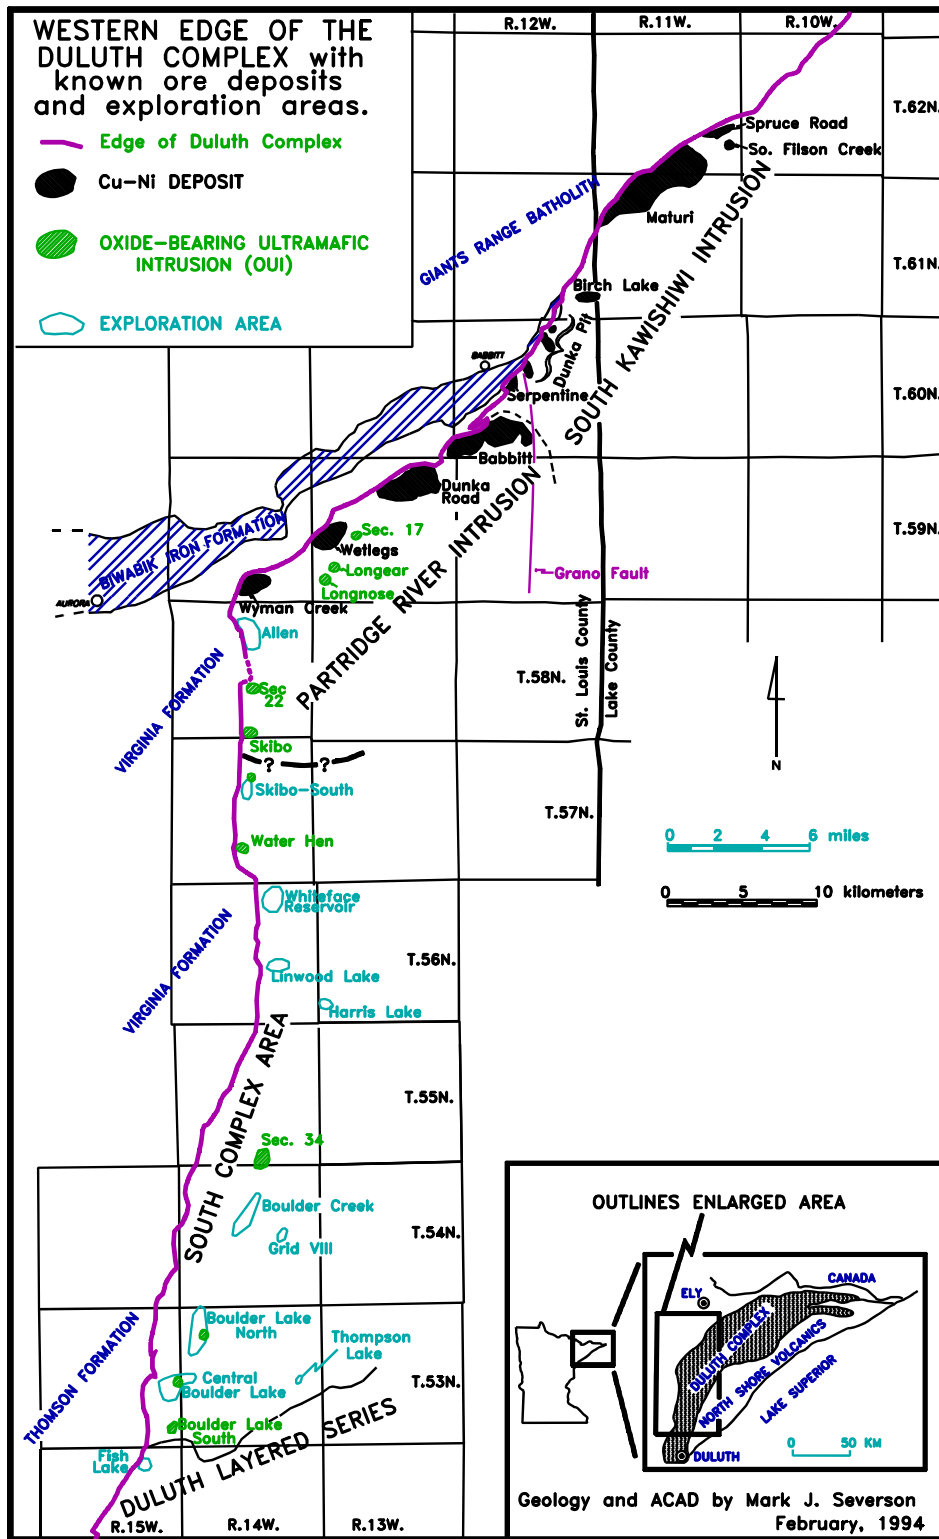 WESTERN EDGE OF THE
DULUTH COMPLEX with
known ore deposits
and exploration areas.
Edge of Duluth Complex
Cu-Ni DEPOSIT
OXIDE-BEARING ULTRAMAFIC
INTRUSION (OUI)
EXPLORATION AREA
R.12W.
R.11W.
R.10W.
T.62N.
Spruce Road
So. Filson Creek
GIANTS RANGE BATHOLITH
Maturi
T.61N.
Birch Lake
SOUTH KAWISHIWI INTRUSION
Dunka Pit
BABBITT
Serpentine
T.60N.
Babbitt
Dunka
Road
T.59N.
BIWABIK IRON FORMATION
Sec. 17
Wetlegs
Longear
Longnose
Grano Fault
AURORA
Wyman Creek
PARTRIDGE RIVER INTRUSION
Allen
St. Louis County
Lake County
VIRGINIA FORMATION
Sec
22
T.58N.
Skibo
?
?
N
Skibo-South
T.57N.
Water Hen
0 2 4 6 miles
0 5 10 kilometers
Whiteface
Reservoir
VIRGINIA FORMATION
T.56N.
Linwood Lake
Harris Lake
SOUTH COMPLEX AREA
T.55N.
Sec. 34
Boulder Creek
T.54N.
Grid VIII
Boulder Lake
North
Thompson
Lake
THOMSON FORMATION
Central
Boulder Lake
T.53N.
Boulder Lake
South
Fish
Lake
DULUTH LAYERED SERIES
R.15W.
R.14W.
R.13W.
OUTLINES ENLARGED AREA
CANADA
ELY
DULUTH COMPLEX
NORTH SHORE VOLCANICS
LAKE SUPERIOR
0 50 KM
DULUTH
Geology and ACAD by Mark J. Severson
February, 1994